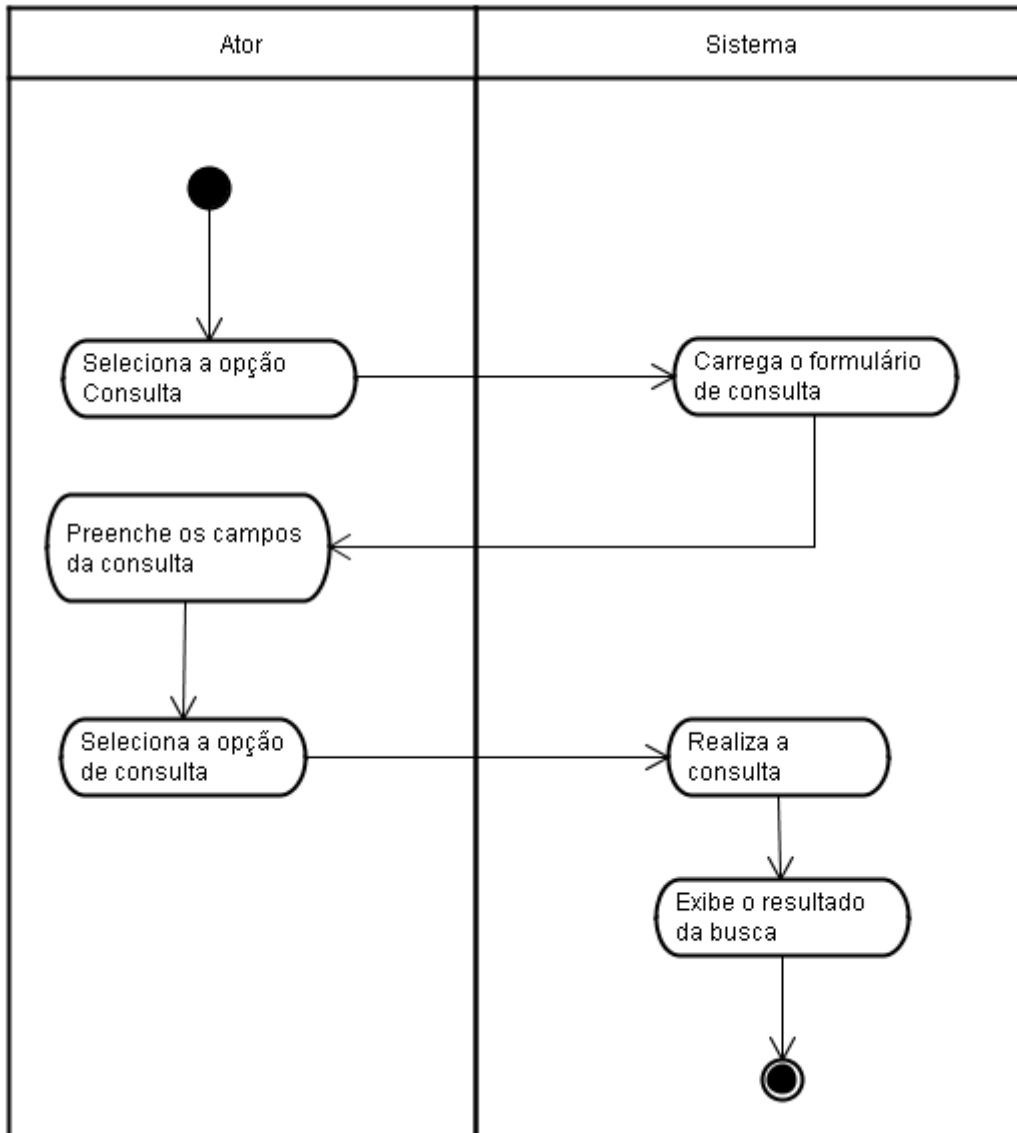 Ator
Sistema
Seleciona a opção
Consulta
Carrega o formulário
de consulta
Preenche os campos
da consulta
Seleciona a opção
de consulta
Realiza a
consulta
Exibe o resultado
da busca